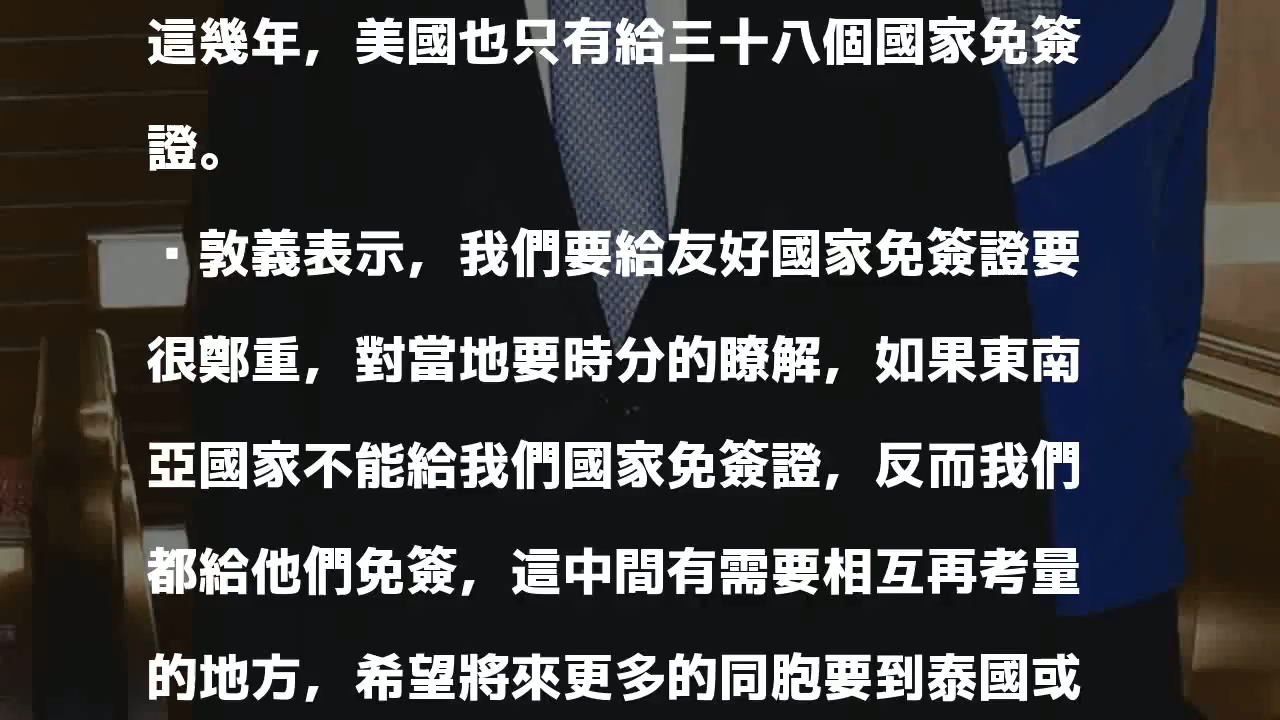 這幾年，美國也只有給三十八個國家免簽
證。
▪敦義表示，我們要給友好國家免簽證要
很鄭重，對當地要時分的瞭解，如果東南
亞國家不能給我們國家免簽證，反而我們
都給他們免簽，這中間有需要相互再考量
的地方，希望將來更多的同胞要到泰國或